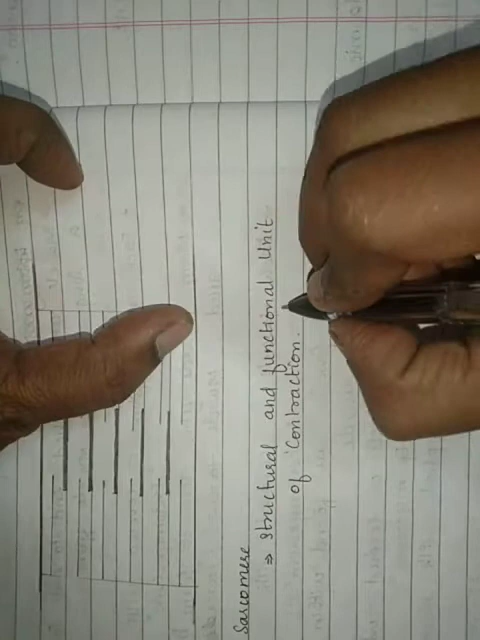 Sarcomere
⇒ structural and functional Unit
of Contraction.